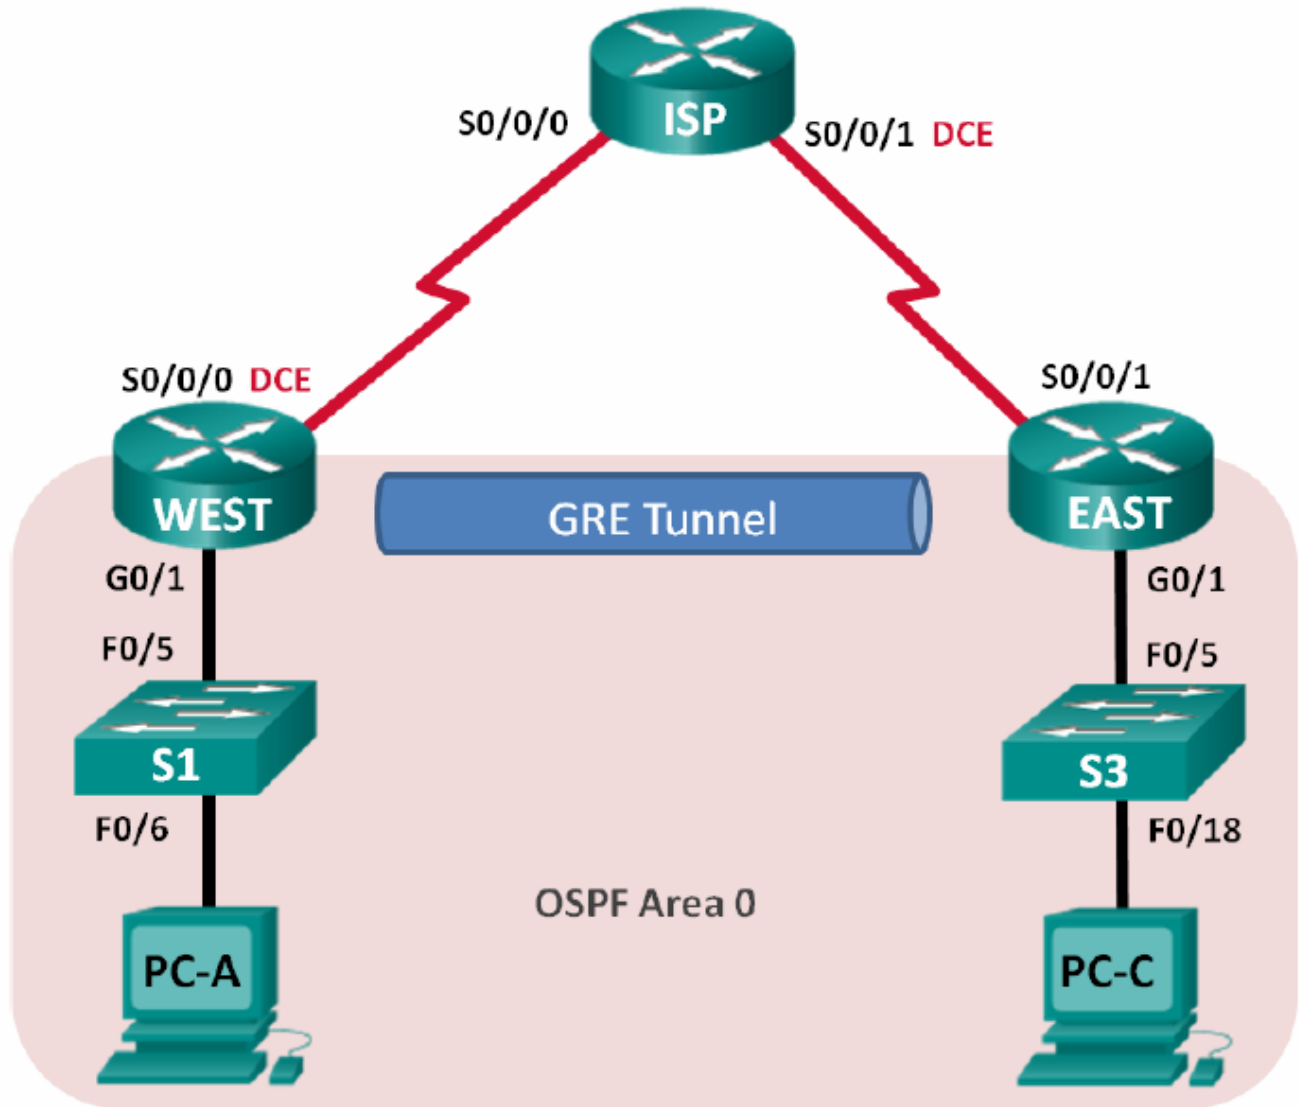 ISP
S0/0/0
S0/0/1 DCE
S0/0/0 DCE
S0/0/1
WEST
GRE Tunnel
EAST
G0/1
G0/1
F0/5
F0/5
S1
S3
F0/6
F0/18
OSPF Area 0
PC-A
PC-C